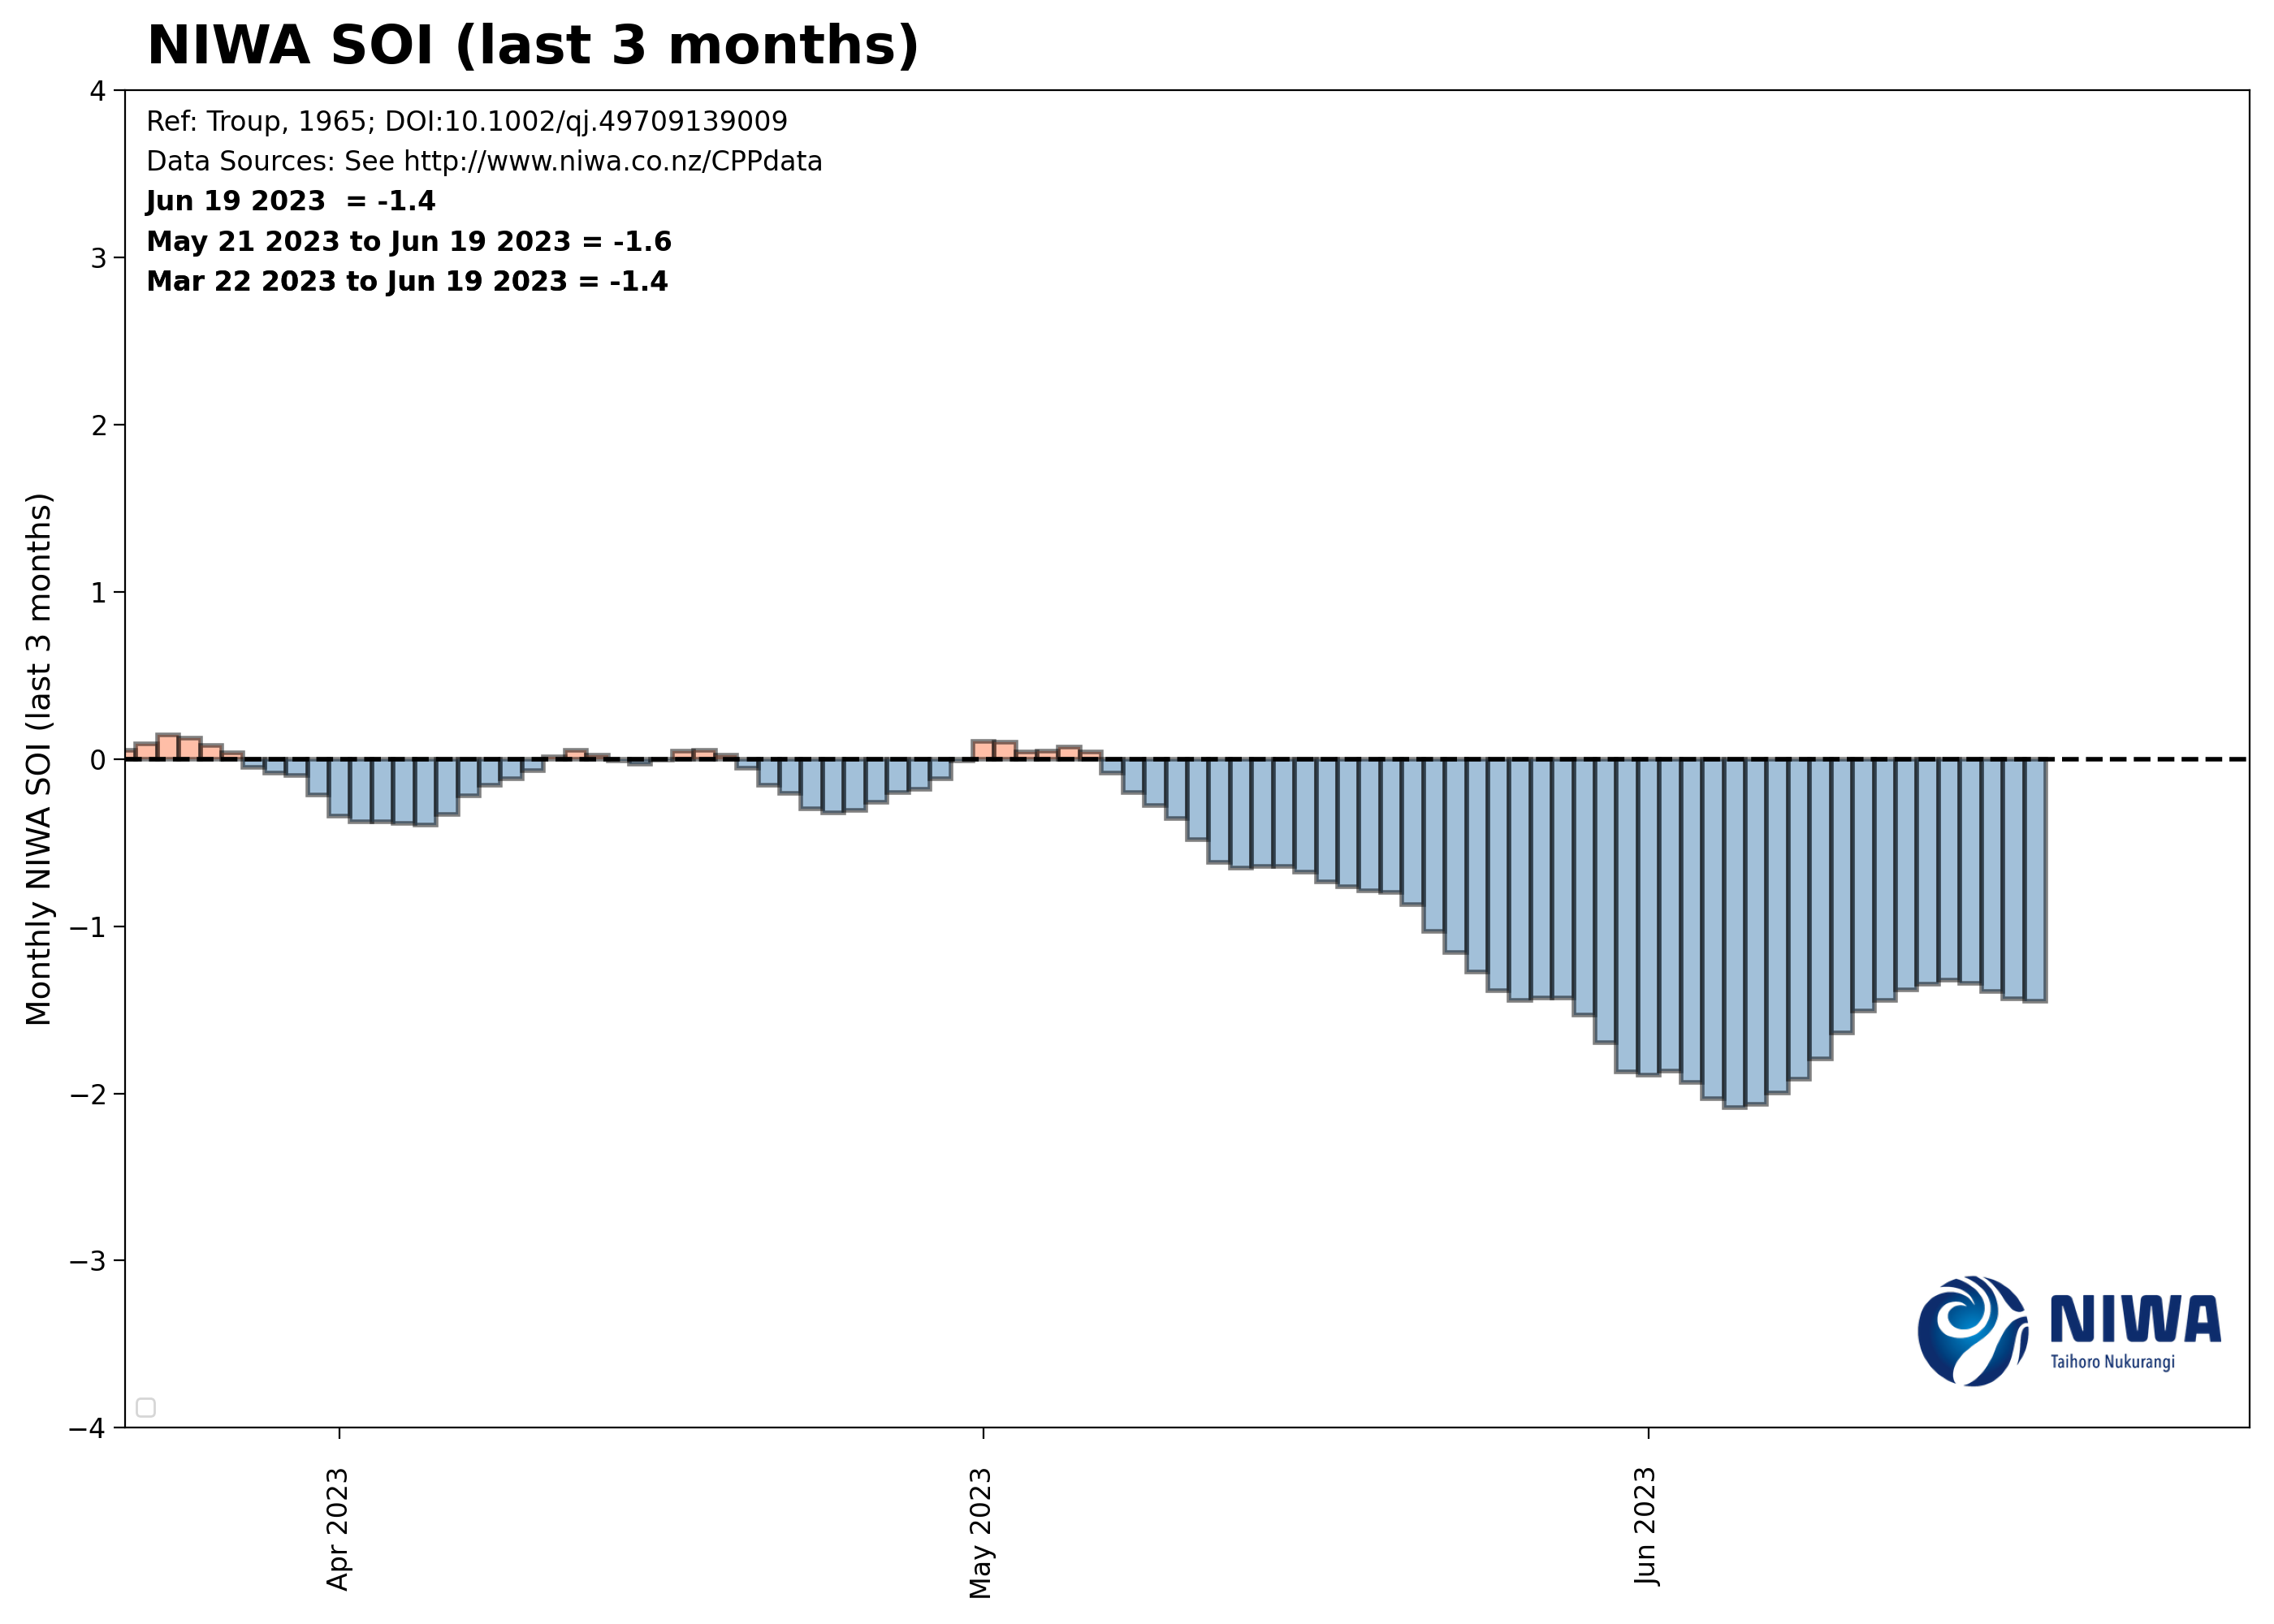 NIWA SOI (last 3 months)
Ref: Troup, 1965; DOI:10.1002/qj.49709139009
Data Sources: See http://www.niwa.co.nz/CPPdata
Jun 19 2023  = -1.4
May 21 2023 to Jun 19 2023 = -1.6
Mar 22 2023 to Jun 19 2023 = -1.4
Monthly NIWA SOI (last 3 months)
4
3
2
1
0
−1
−2
−3
−4
NIWA
Taihoro Nukurangi
Apr 2023
May 2023
Jun 2023